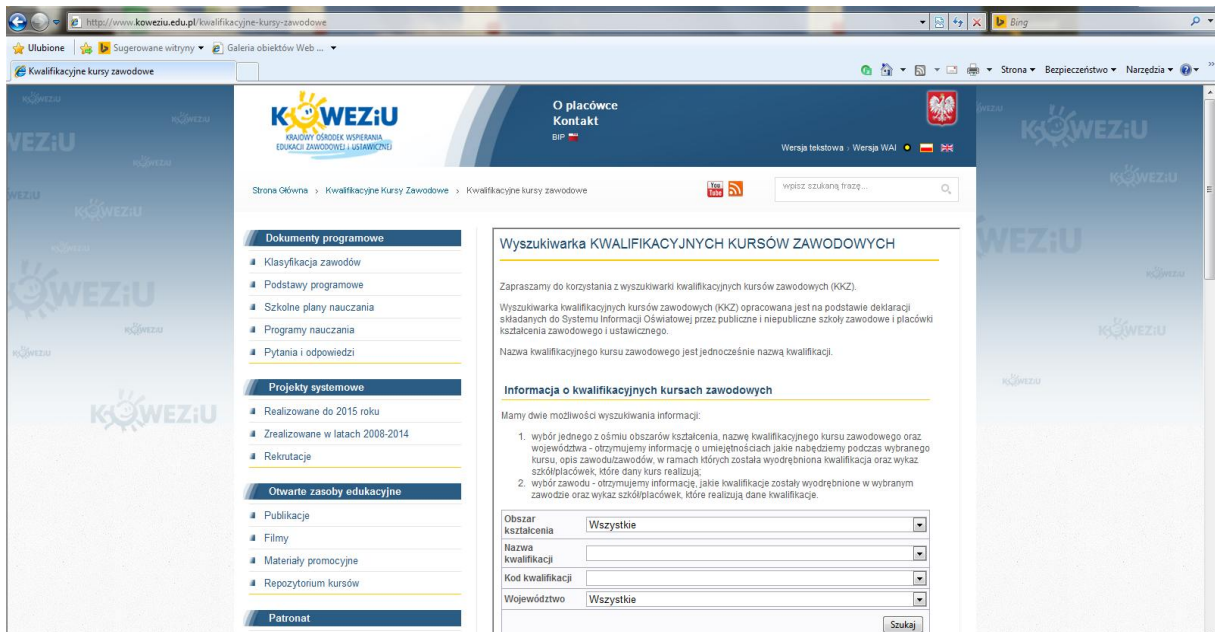 http://www.koweziu.edu.pl/kwalifikacyjne-kursy-zawodowe
Bing
Ulubione
Sugerowane witryny
Galeria obiektów Web ...
Kwalifikacyjne kursy zawodowe
Strona
Bezpieczeństwo
Narzędzia
KOWEZiU
KRAJOWY OŚRODEK WSPIERANIA
EDUKACJI ZAWODOWEJ I USTAWICZNEJ
O placówce
Kontakt
BIP
Wersja tekstowa › Wersja WAI
Strona Główna › Kwalifikacyjne Kursy Zawodowe › Kwalifikacyjne kursy zawodowe
You Tube
wpisz szukaną frazę...
Dokumenty programowe
Klasyfikacja zawodów
Podstawy programowe
Szkolne plany nauczania
Programy nauczania
Pytania i odpowiedzi
Projekty systemowe
Realizowane do 2015 roku
Zrealizowane w latach 2008-2014
Rekrutacje
Otwarte zasoby edukacyjne
Publikacje
Filmy
Materiały promocyjne
Repozytorium kursów
Patronat
Wyszukiwarka KWALIFIKACYJNYCH KURSÓW ZAWODOWYCH
Zapraszamy do korzystania z wyszukiwarki kwalifikacyjnych kursów zawodowych (KKZ).
Wyszukiwarka kwalifikacyjnych kursów zawodowych (KKZ) opracowana jest na podstawie deklaracji
składanych do Systemu Informacji Oświatowej przez publiczne i niepubliczne szkoły zawodowe i placówki
kształcenia zawodowego i ustawicznego.
Nazwa kwalifikacyjnego kursu zawodowego jest jednocześnie nazwą kwalifikacji.
Informacja o kwalifikacyjnych kursach zawodowych
Mamy dwie możliwości wyszukiwania informacji:
1. wybór jednego z ośmiu obszarów kształcenia, nazwę kwalifikacyjnego kursu zawodowego oraz
województwa - otrzymujemy informację o umiejętnościach jakie nabędziemy podczas wybranego
kursu, opis zawodu/zawodów, w ramach których została wyodrębniona kwalifikacja oraz wykaz
szkół/placówek, które dany kurs realizują;
2. wybór zawodu - otrzymujemy informację, jakie kwalifikacje zostały wyodrębnione w wybranym
zawodzie oraz wykaz szkół/placówek, które realizują dane kwalifikacje.
Obszar
kształcenia
Wszystkie
Nazwa
kwalifikacji
Kod kwalifikacji
Województwo
Wszystkie
Szukaj